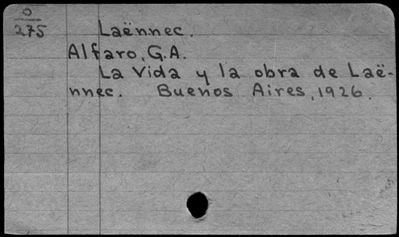 O
275
Laënnec.
Alfaro, G.A.
La Vida y la obra de Laë-
nnec. Buenos Aires, 1926.